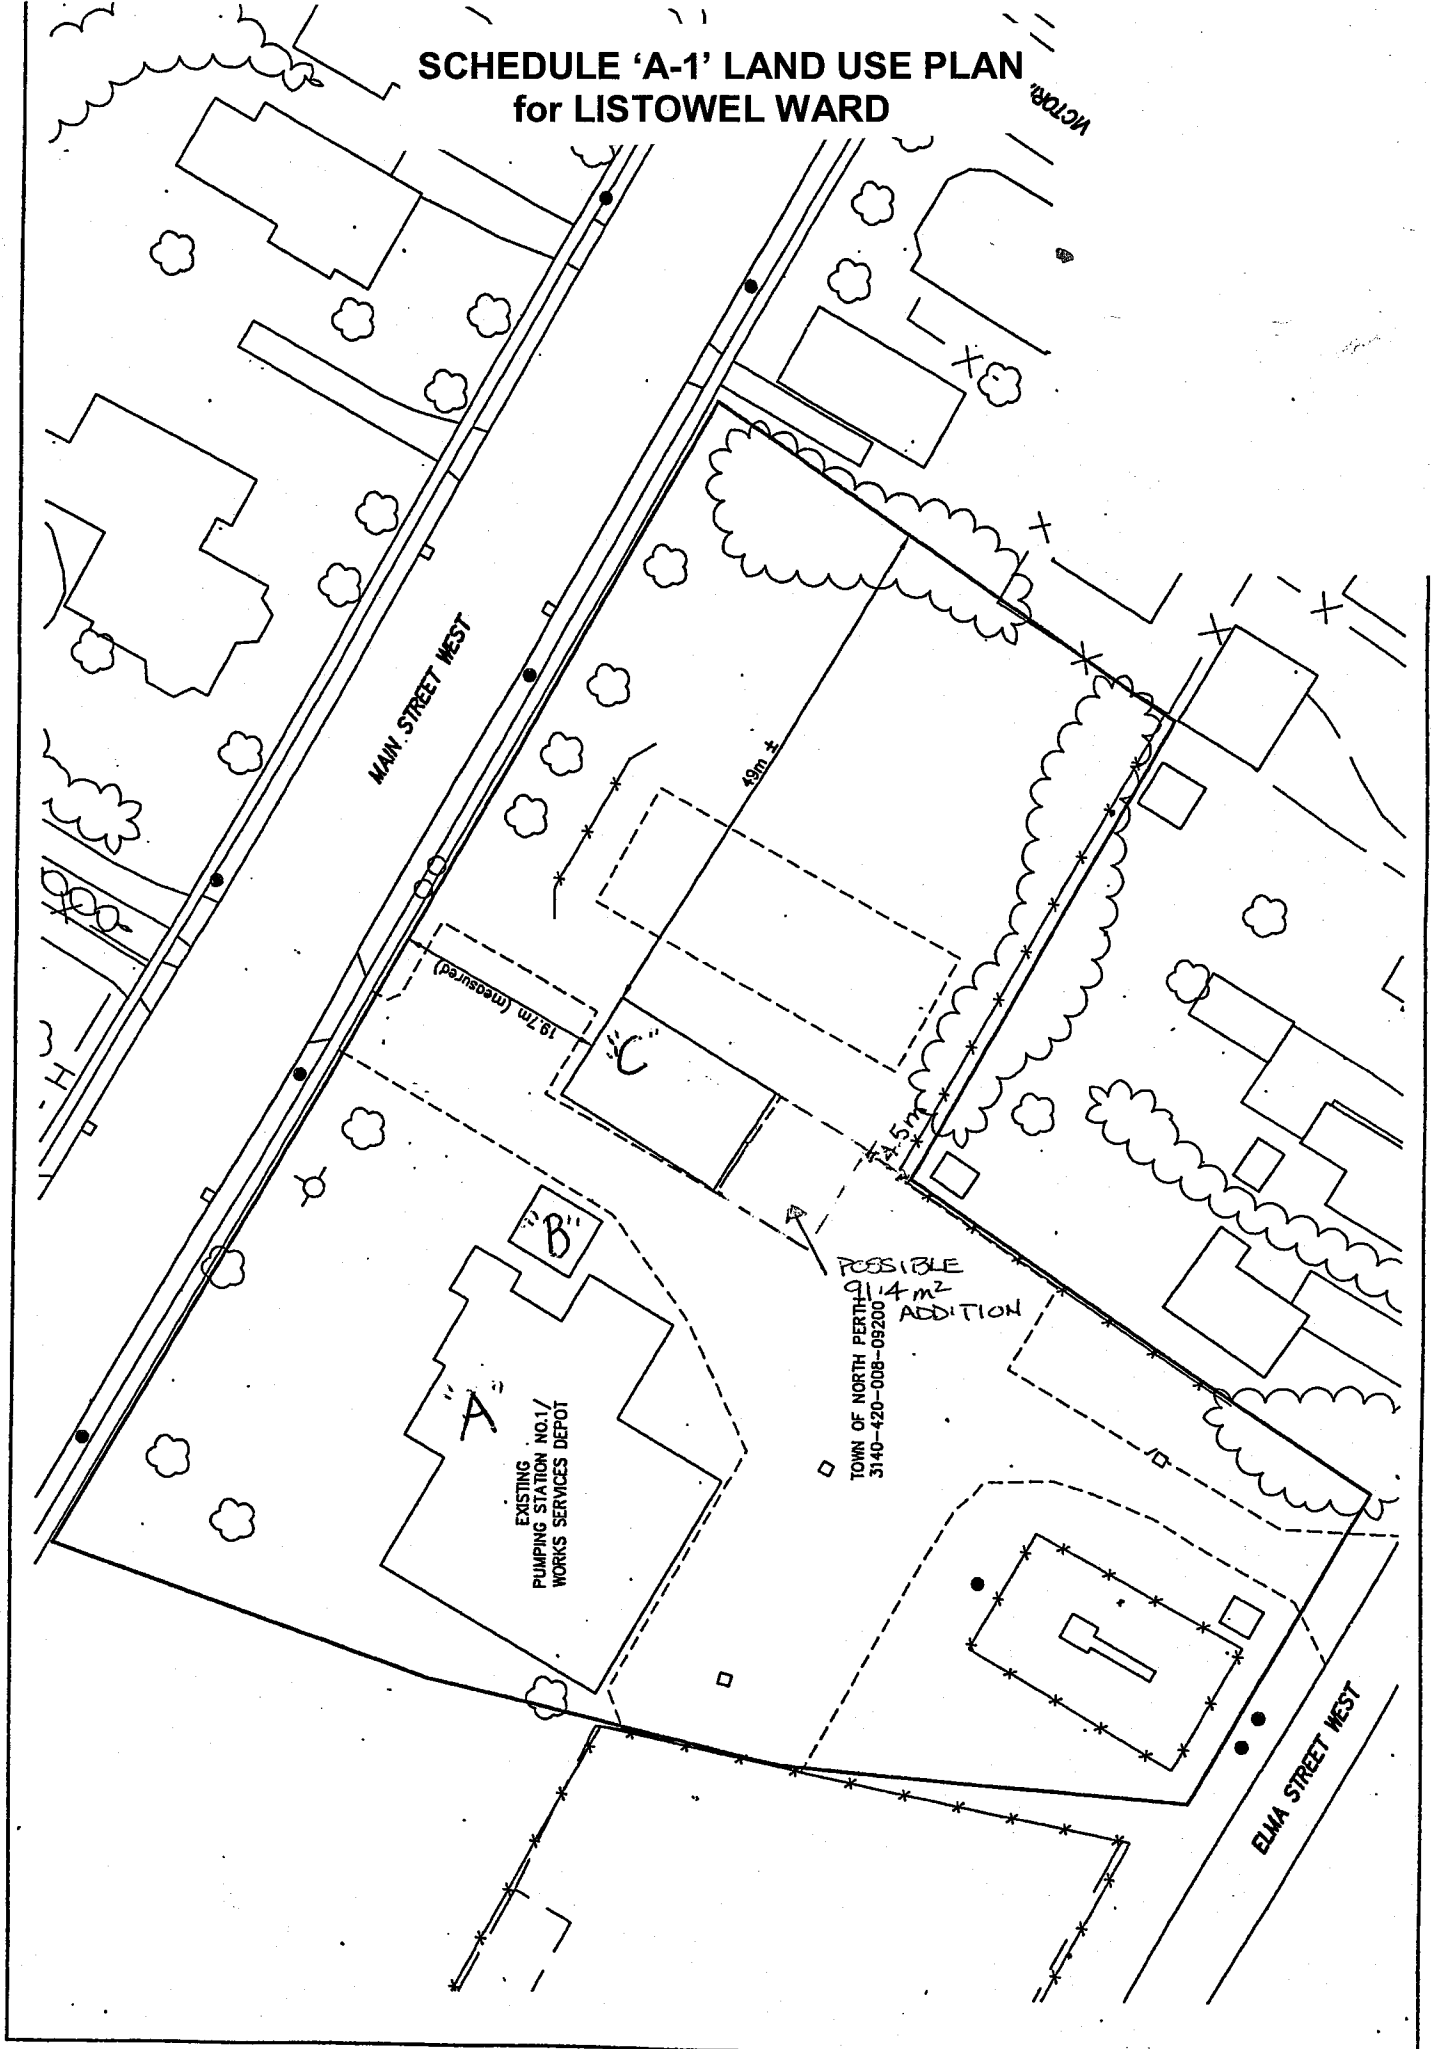 SCHEDULE ‘A-1’ LAND USE PLAN
for LISTOWEL WARD
MAIN STREET WEST
49m ±
19.7m (measured)
"C"
4.5m
"B"
POSSIBLE
91.4 m²
ADDITION
TOWN OF NORTH PERTH
3140-420-008-09200
"A"
EXISTING
PUMPING STATION NO.1/
WORKS SERVICES DEPOT
ELMA STREET WEST